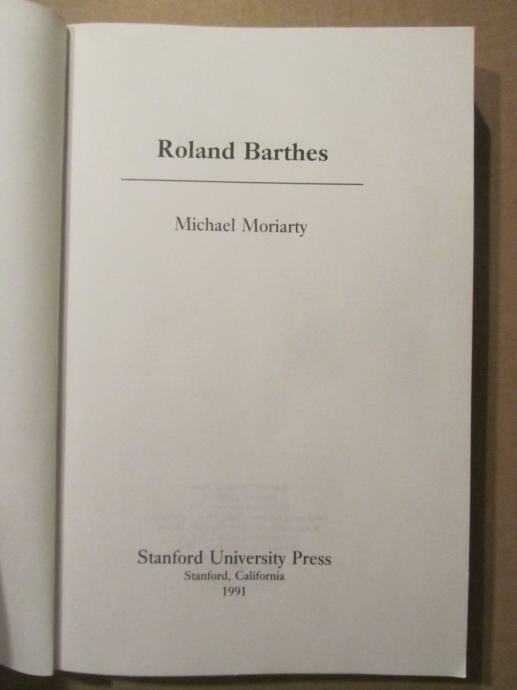 Roland Barthes
Michael Moriarty
Stanford University Press
Stanford, California
1991